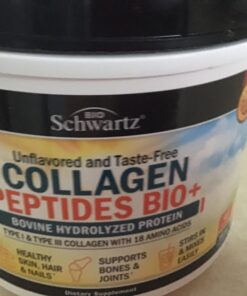 BIO
Schwartz®
Unflavored and Taste-Free
COLLAGEN
PEPTIDES BIO+
BOVINE HYDROLYZED PROTEIN
TYPE I & TYPE III COLLAGEN WITH 18 AMINO ACIDS
HEALTHY
SKIN, HAIR
& NAILS*
SUPPORTS
BONES &
JOINTS*
STIRS IN
& MIXES
EASILY
Dietary Supplement